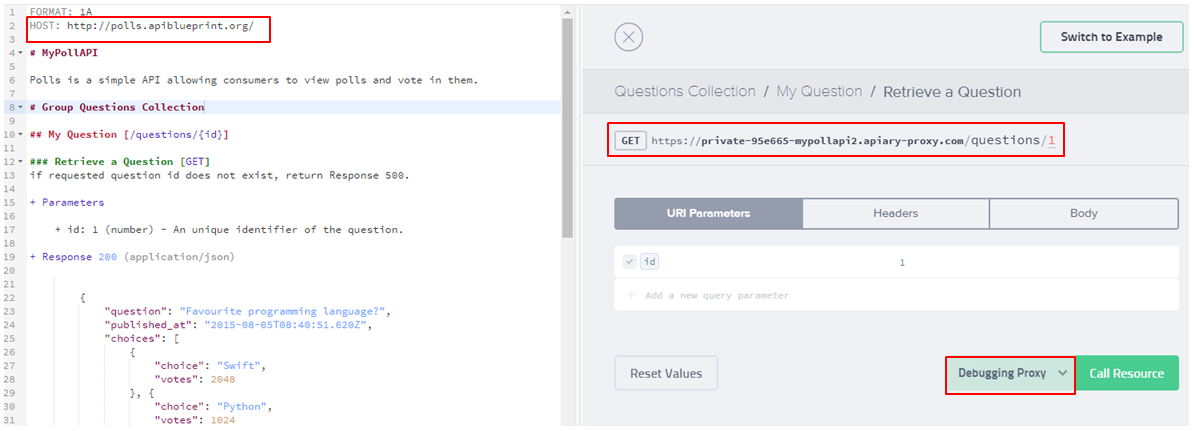 1 FORMAT: 1A
2 HOST: http://polls.apiblueprint.org/
3
4 # MyPollAPI
5
6 Polls is a simple API allowing consumers to view polls and vote in them.
7
8 # Group Questions Collection
9
10 ## My Question [/questions/{id}]
11
12 ### Retrieve a Question [GET]
13 if requested question id does not exist, return Response 500.
14
15 + Parameters
16
17 + id: 1 (number) - An unique identifier of the question.
18
19 + Response 200 (application/json)
20
21
22 {
23 "question": "Favourite programming language?",
24 "published_at": "2015-08-05T08:40:51.620Z",
25 "choices": [
26 {
27 "choice": "Swift",
28 "votes": 2048
29 }, {
30 "choice": "Python",
31 "votes": 1024
Switch to Example
Questions Collection / My Question / Retrieve a Question
GET https://private-95e665-mypollapi2.apiary-proxy.com/questions/1
URI Parameters Headers Body
id 1
+ Add a new query parameter
Reset Values Debugging Proxy Call Resource